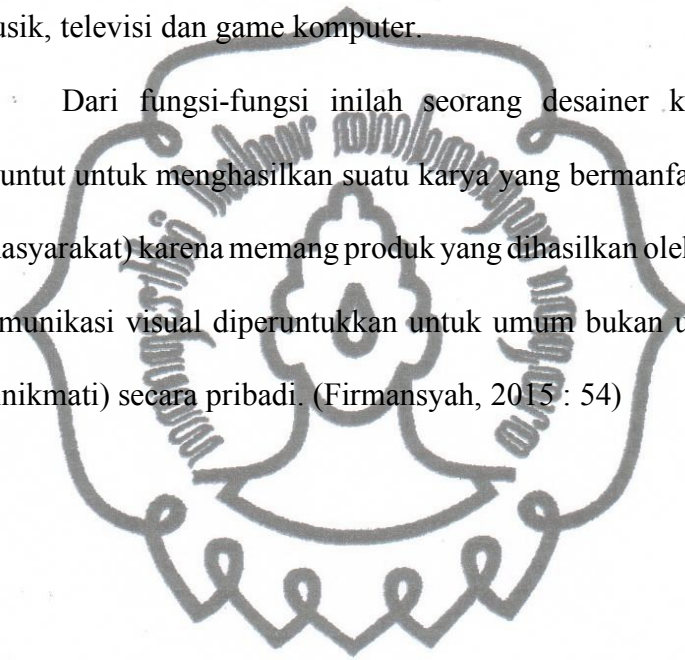 usik, televisi dan game komputer.
Dari fungsi-fungsi inilah seorang desainer k
untut untuk menghasilkan suatu karya yang bermanfa
asyarakat) karena memang produk yang dihasilkan oleh
munikasi visual diperuntukkan untuk umum bukan u
nikmati) secara pribadi. (Firmansyah, 2015 : 54)